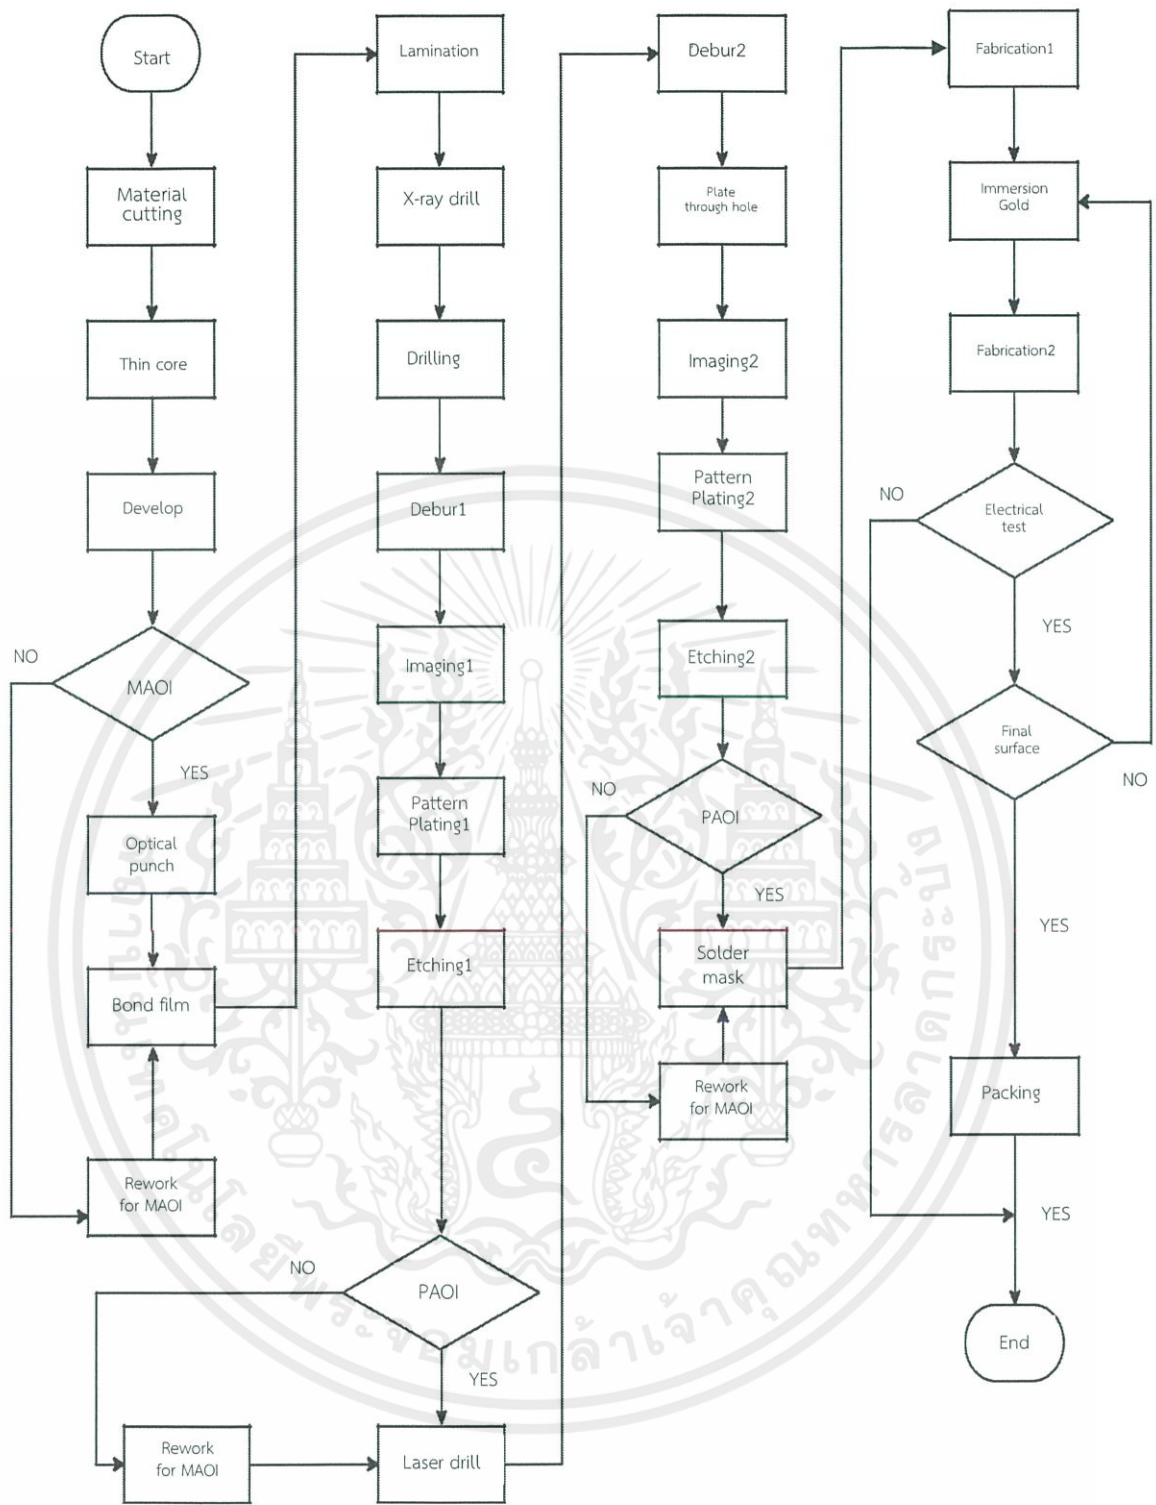 Start
Material
cutting
Thin core
Develop
NO
MAOI
YES
Optical
punch
Bond film
Rework
for MAOI
Lamination
X-ray drill
Drilling
Debur1
Imaging1
Pattern
Plating1
Etching1
NO
PAOI
YES
Rework
for MAOI
Laser drill
Debur2
Plate
through hole
Imaging2
Pattern
Plating2
Etching2
NO
PAOI
YES
Solder
mask
Rework
for MAOI
Fabrication1
Immersion
Gold
Fabrication2
NO
Electrical
test
YES
Final
surface
NO
YES
Packing
YES
End